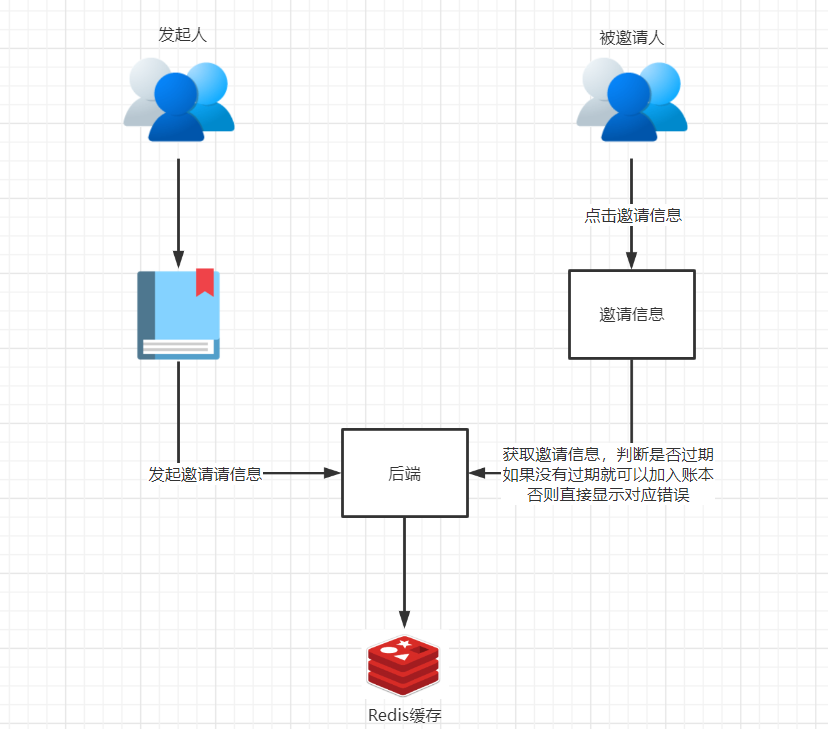 发起人
被邀请人
点击邀请信息
邀请信息
发起邀请请信息
后端
获取邀请信息，判断是否过期
如果没有过期就可以加入账本
否则直接显示对应错误
Redis缓存